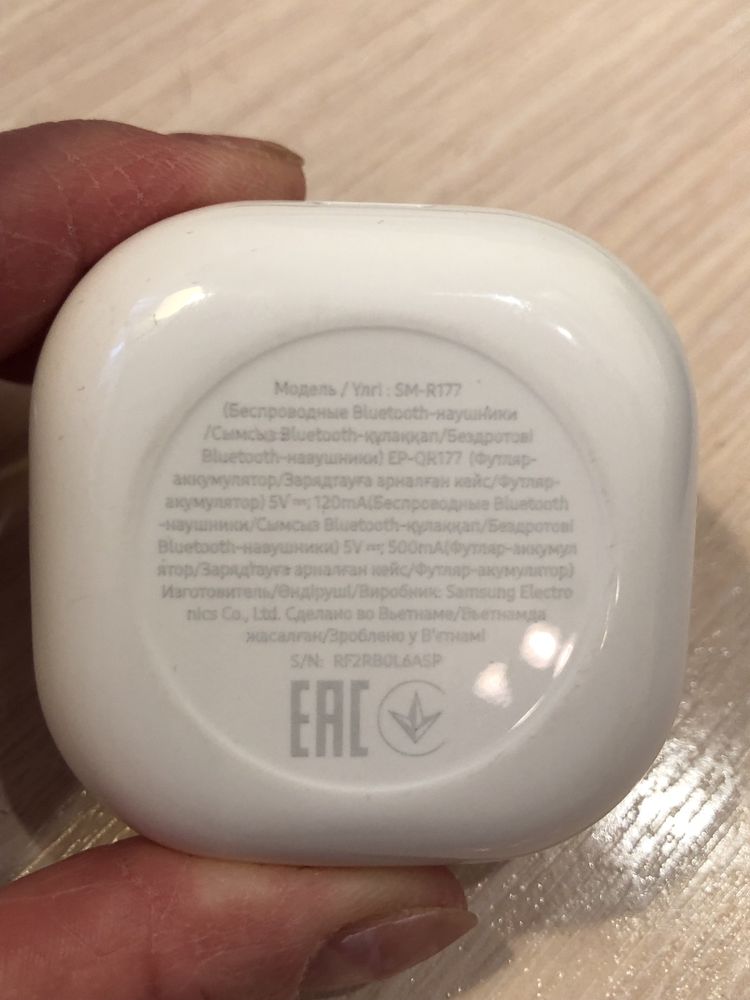 Модель / Үлгі : SM-R177
(Беспроводные Bluetooth-наушники
/Сымсыз Bluetooth-құлаққап/Бездротові
Bluetooth-навушники) EP-QR177 (Футляр-
аккумулятор/Зарядтауға арналған кейс/Футляр-
акумулятор) 5V⎓; 120mA(Беспроводные Bluetooth
-наушники/Сымсыз Bluetooth-құлаққап/Бездротові
Bluetooth-навушники) 5V ⎓; 500mA(Футляр-аккумул
ятор/Зарядтауға арналған кейс/Футляр-акумулятор)
Изготовитель/Өндіруші/Виробник: Samsung Electro
nics Co., Ltd. Сделано во Вьетнаме/Вьетнамда
жасалған/Зроблено у В'єтнамі
S/N: RF2RB0L6ASP
EAC